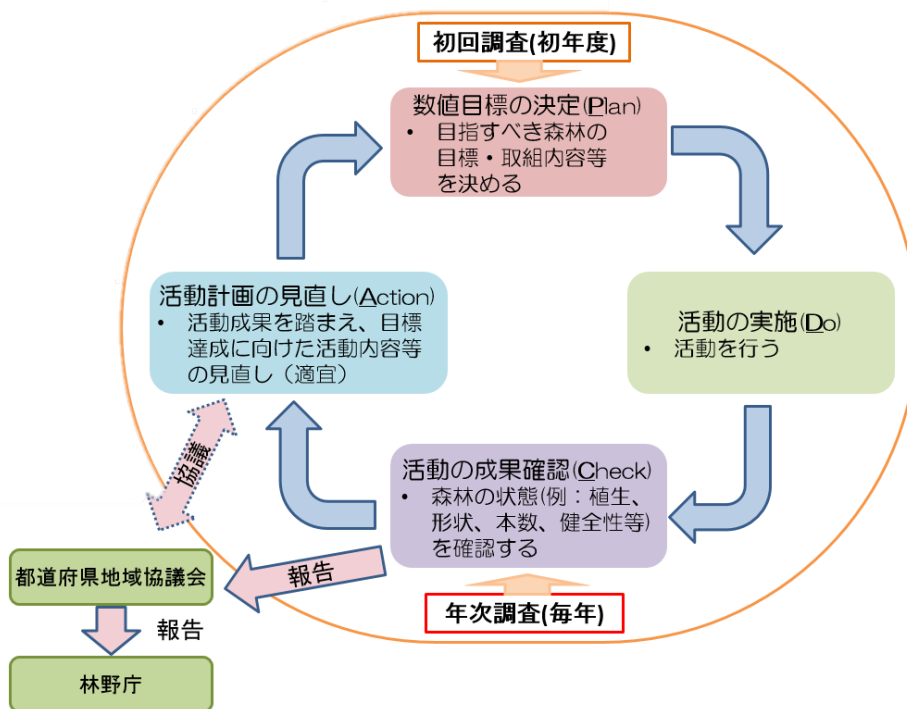 初回調査(初年度)
数値目標の決定(Plan)
• 目指すべき森林の
目標・取組内容等
を決める
活動計画の見直し(Action)
• 活動成果を踏まえ、目標
達成に向けた活動内容等
の見直し（適宜）
活動の実施(Do)
• 活動を行う
活動の成果確認(Check)
• 森林の状態(例：植生、
形状、本数、健全性等)
を確認する
協議
報告
年次調査(毎年)
都道府県地域協議会
報告
林野庁